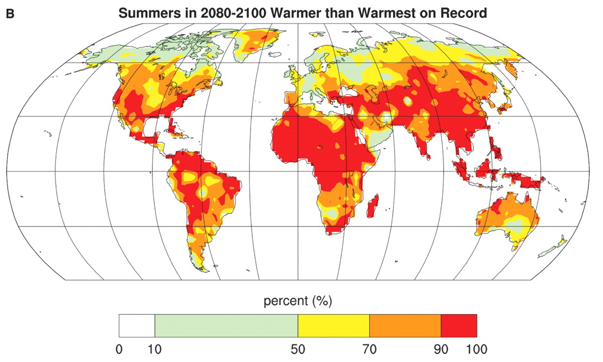 B
Summers in 2080-2100 Warmer than Warmest on Record
percent (%)
0 10 50 70 90 100